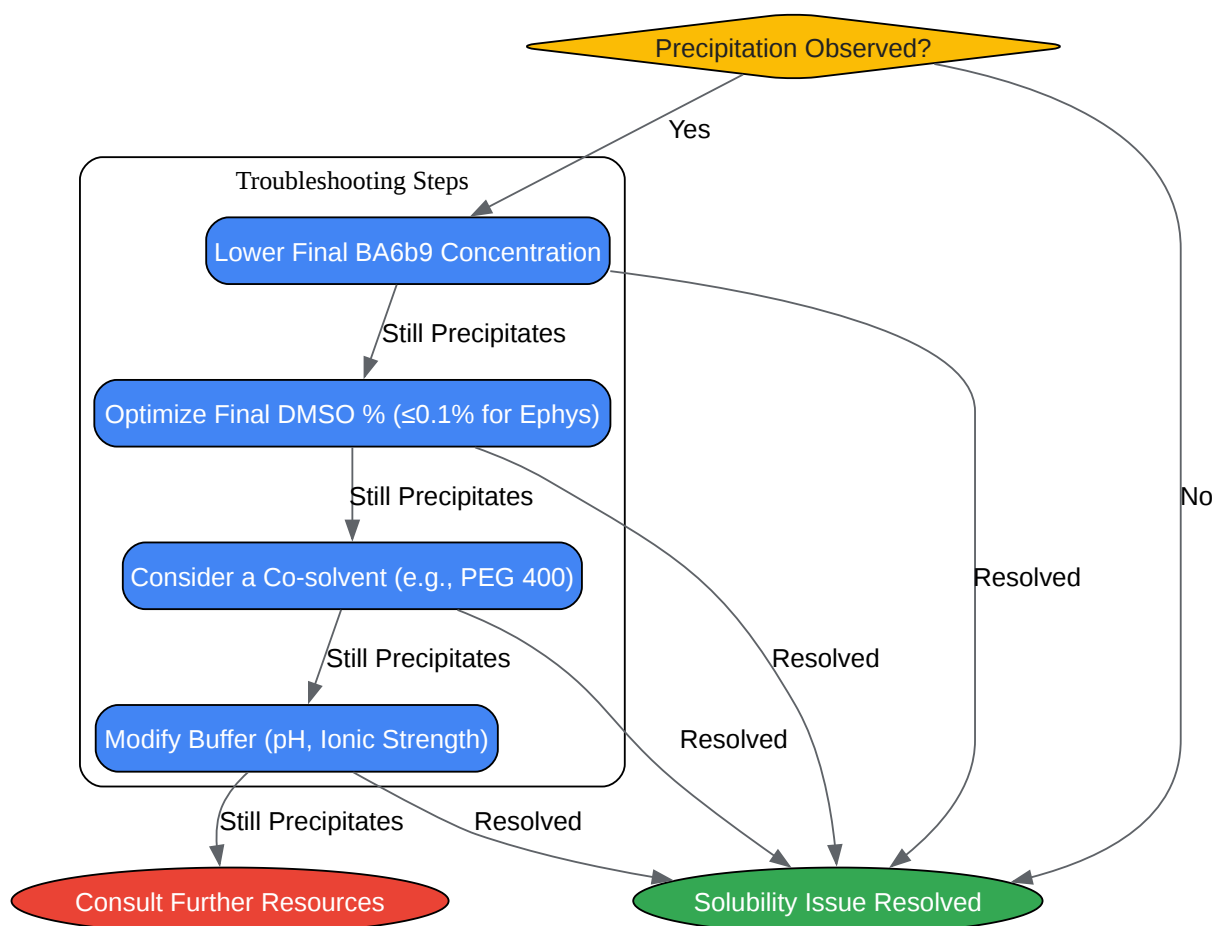 Precipitation Observed?
Yes
Troubleshooting Steps
Lower Final BA6b9 Concentration
Still Precipitates
Optimize Final DMSO % (≤0.1% for Ephys)
Still Precipitates
No
Consider a Co-solvent (e.g., PEG 400)
Resolved
Still Precipitates
Resolved
Modify Buffer (pH, Ionic Strength)
Resolved
Still Precipitates
Resolved
Consult Further Resources
Solubility Issue Resolved